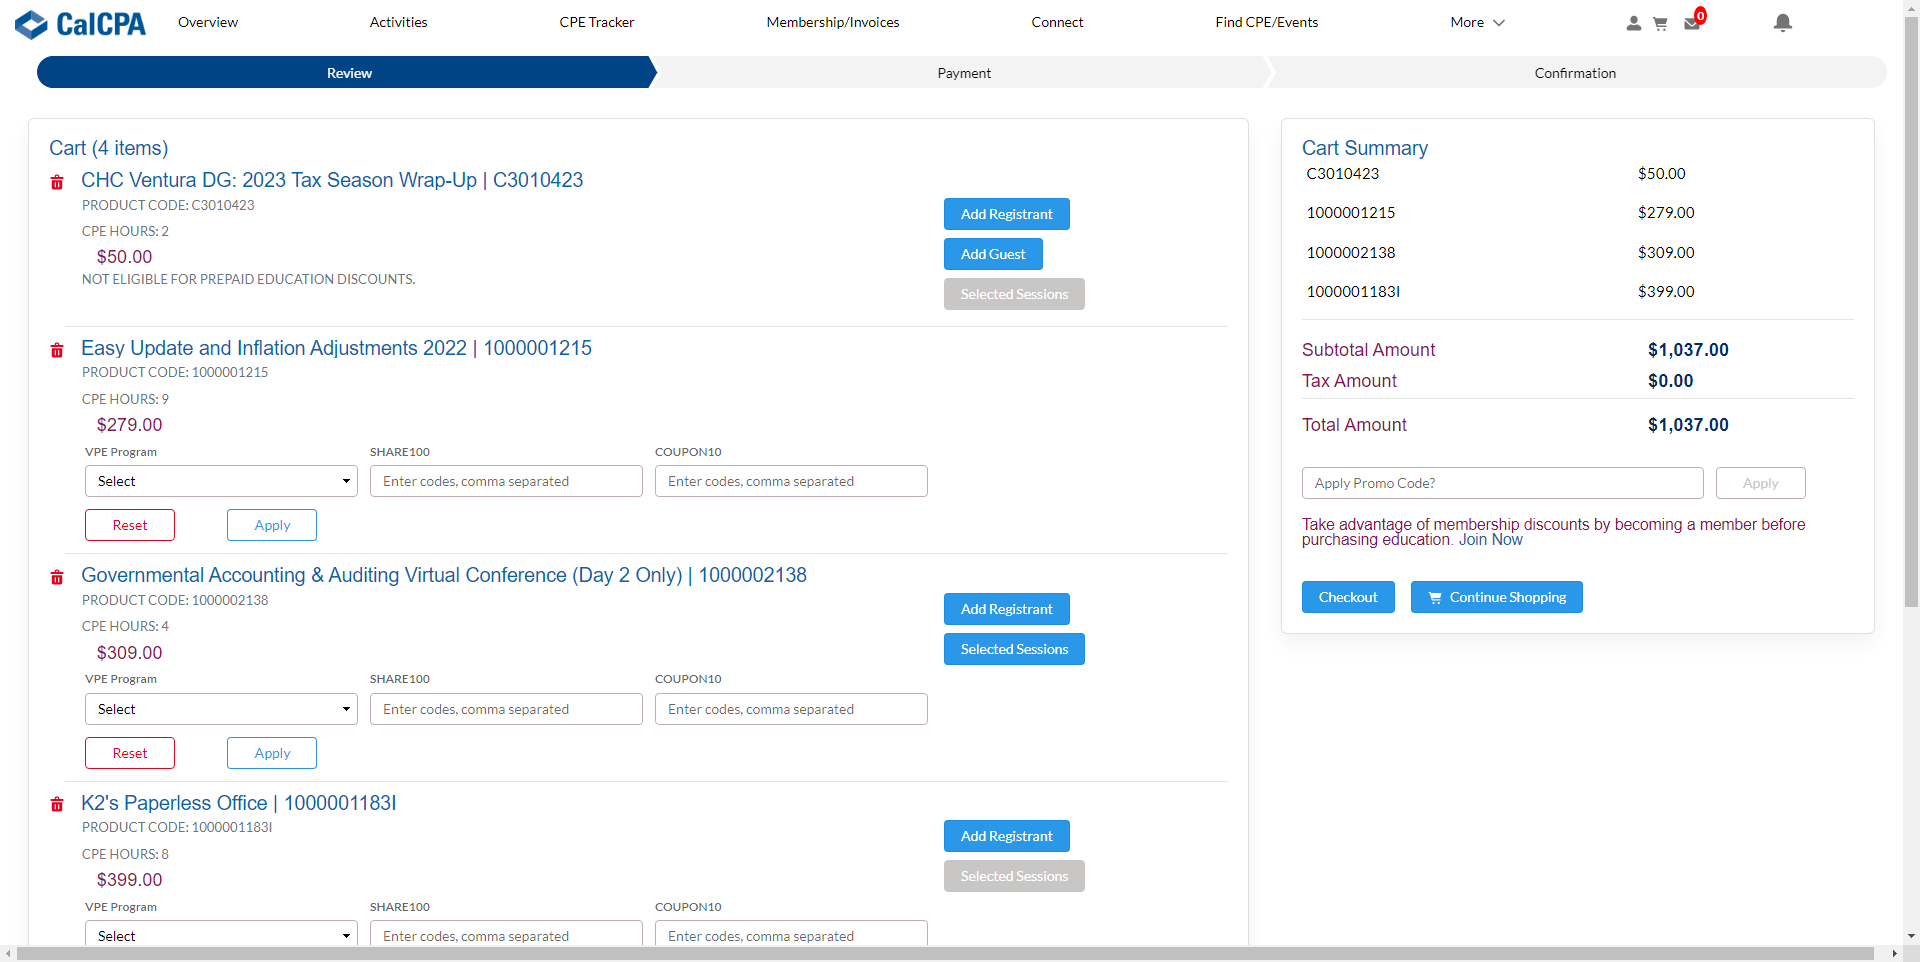 CalCPA
Overview
Activities
CPE Tracker
Membership/Invoices
Connect
Find CPE/Events
More
0
Review
Payment
Confirmation
Cart (4 items)
CHC Ventura DG: 2023 Tax Season Wrap-Up | C3010423
PRODUCT CODE: C3010423
CPE HOURS: 2
$50.00
NOT ELIGIBLE FOR PREPAID EDUCATION DISCOUNTS.
Add Registrant
Add Guest
Selected Sessions
Easy Update and Inflation Adjustments 2022 | 1000001215
PRODUCT CODE: 1000001215
CPE HOURS: 9
$279.00
VPE Program
SHARE100
COUPON10
Select
Enter codes, comma separated
Enter codes, comma separated
Reset
Apply
Governmental Accounting & Auditing Virtual Conference (Day 2 Only) | 1000002138
PRODUCT CODE: 1000002138
CPE HOURS: 4
$309.00
Add Registrant
Selected Sessions
VPE Program
SHARE100
COUPON10
Select
Enter codes, comma separated
Enter codes, comma separated
Reset
Apply
K2's Paperless Office | 1000001183I
PRODUCT CODE: 1000001183I
CPE HOURS: 8
$399.00
Add Registrant
Selected Sessions
VPE Program
SHARE100
COUPON10
Select
Enter codes, comma separated
Enter codes, comma separated
Cart Summary
C3010423 $50.00
1000001215 $279.00
1000002138 $309.00
1000001183I $399.00
Subtotal Amount $1,037.00
Tax Amount $0.00
Total Amount $1,037.00
Apply Promo Code?
Apply
Take advantage of membership discounts by becoming a member before
purchasing education. Join Now
Checkout
Continue Shopping